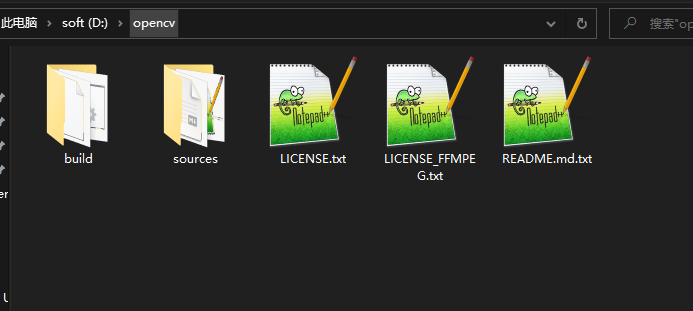 此电脑 > soft (D:) > opencv
搜索"op
build
sources
LICENSE.txt
LICENSE_FFMPE
G.txt
README.md.txt
Notepad++
Notepad++
Notepad++
er
U